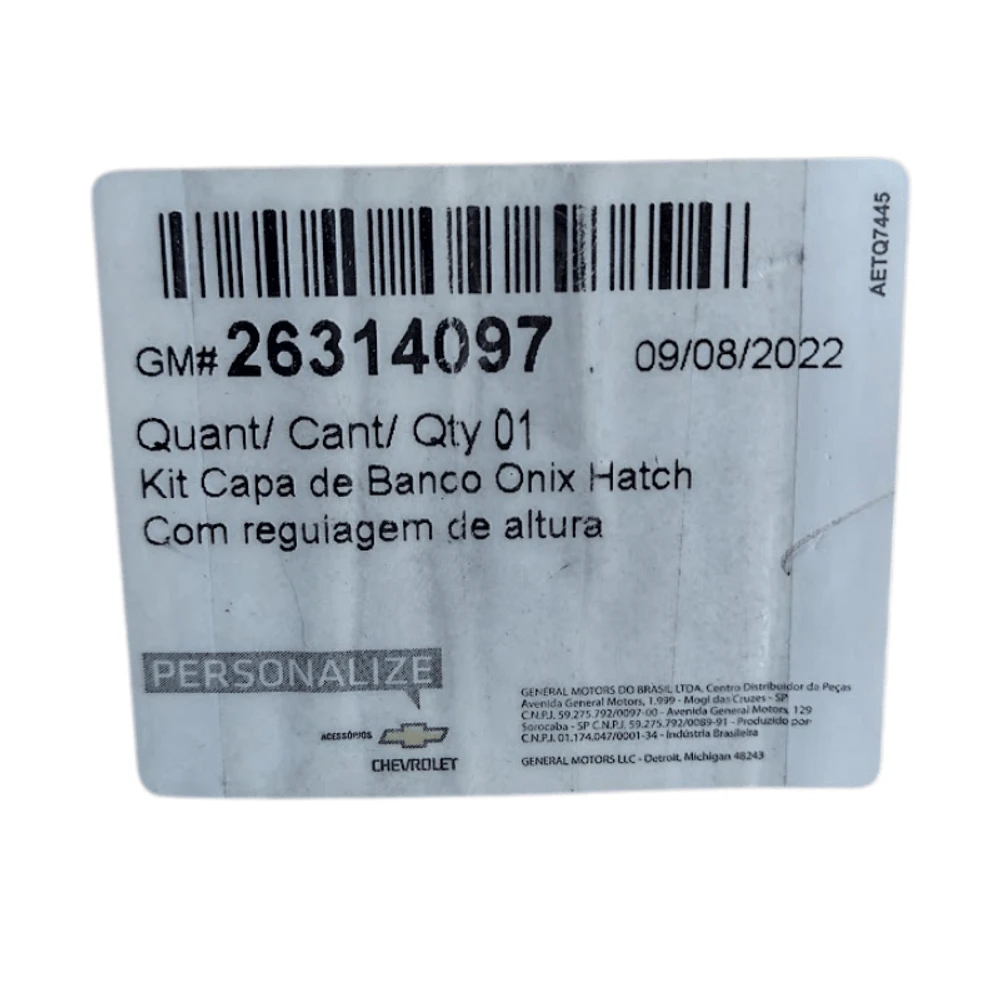 AETQ7445
GM# 26314097 09/08/2022
Quant/ Cant/ Qty 01
Kit Capa de Banco Onix Hatch
Com regulagem de altura
PERSONALIZE
ACESSÓRIOS
CHEVROLET
GENERAL MOTORS DO BRASIL LTDA. Centro Distribuidor da Peças
Avenida General Motors, 1.999 - Mogi das Cruzes - SP
C.N.P.J. 59.275.792/0097-00 - Avenida General Motors, 129
Sorocaba - SP C.N.P.J. 59.275.792/0089-91 - Produzido por
C.N.P.J. 01.174.047/0001-34 - Indústria Brasileira
GENERAL MOTORS LLC - Detroit, Michigan 48243